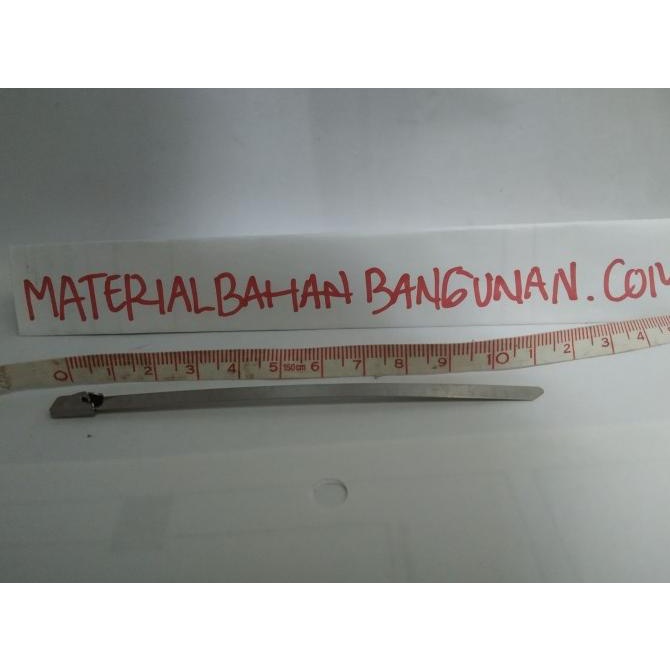 MATERIALBAHAN BANGUNAN.COM
0 1 2 3 4 5 150cm 6 7 8 9 10 1 2 3 4